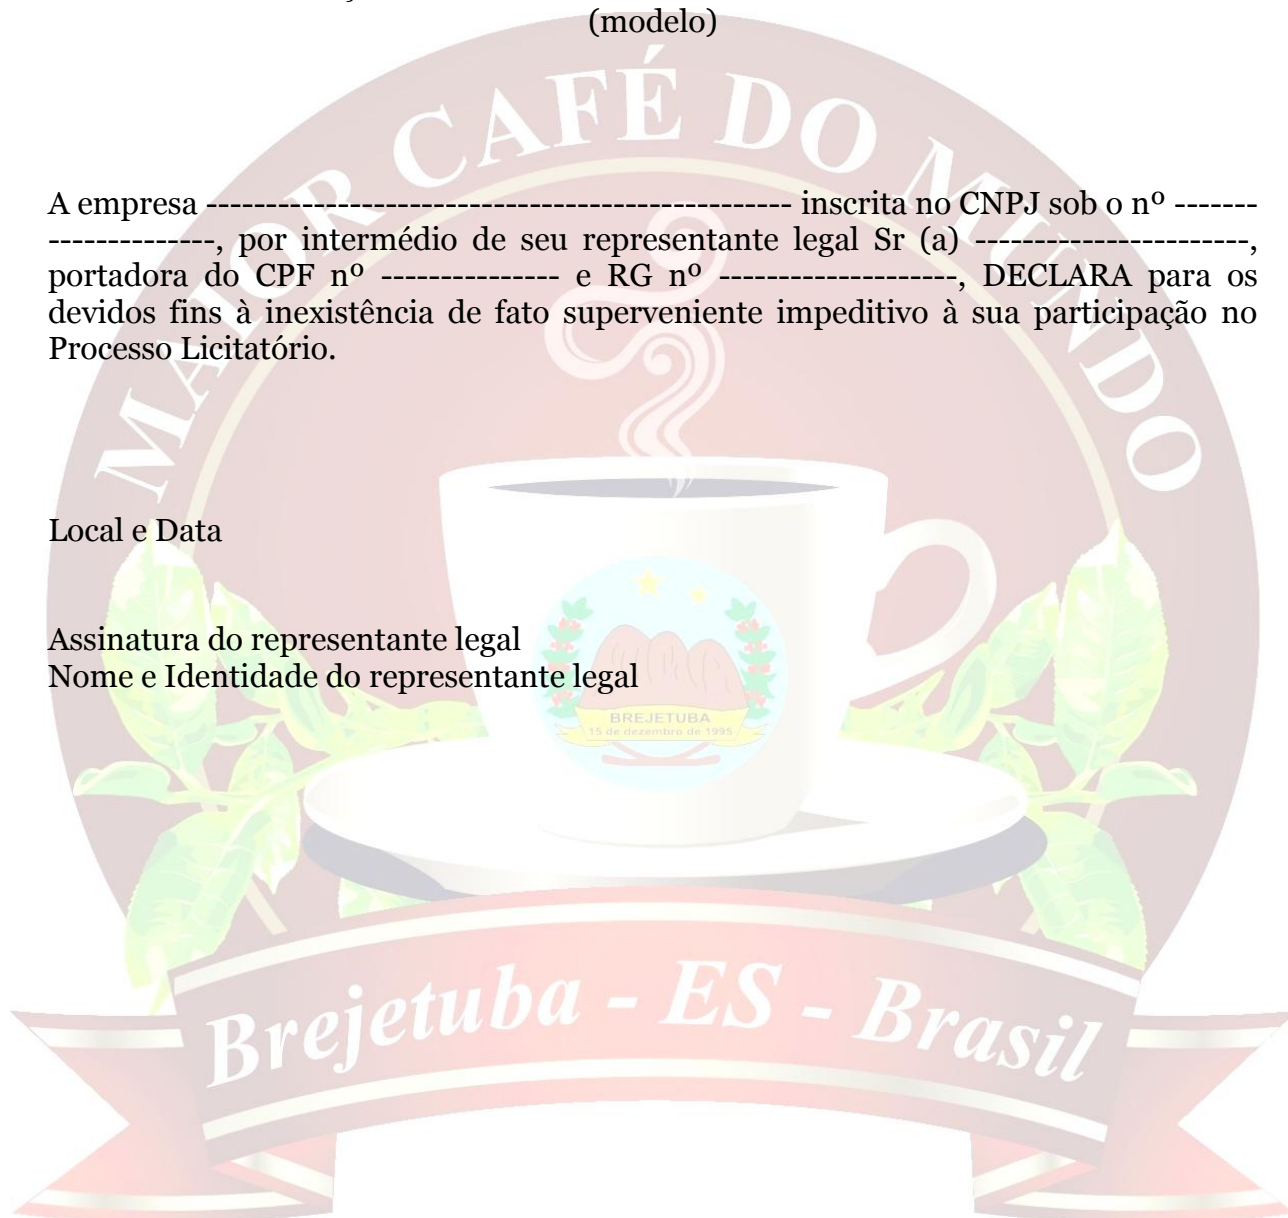 (modelo)
MAIOR CAFÉ DO MUNDO
A empresa -------------------------------------------------- inscrita no CNPJ sob o nº -------
--------------, por intermédio de seu representante legal Sr (a) -----------------------,
portadora do CPF nº --------------- e RG nº --------------------, DECLARA para os
devidos fins à inexistência de fato superveniente impeditivo à sua participação no
Processo Licitatório.
Local e Data
Assinatura do representante legal
Nome e Identidade do representante legal
BREJETUBA
15 de dezembro de 1995
Brejetuba - ES - Brasil